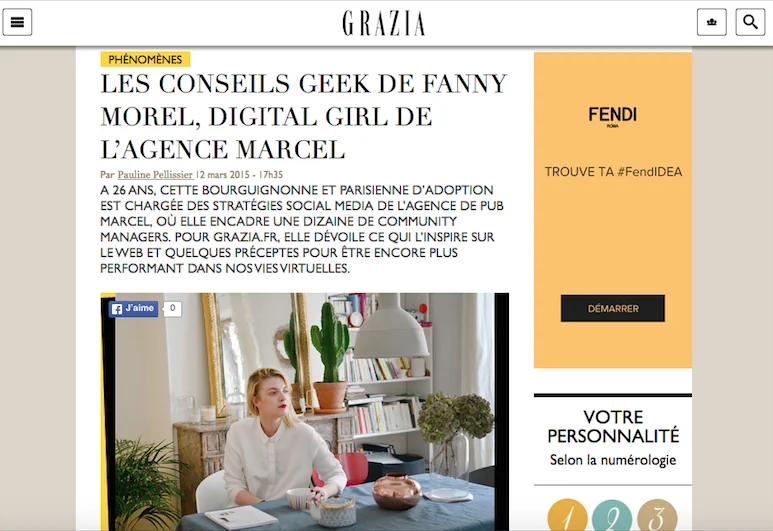 GRAZIA
PHÉNOMÈNES
LES CONSEILS GEEK DE FANNY
MOREL, DIGITAL GIRL DE
L'AGENCE MARCEL
Par Pauline Pellissier | 2 mars 2015 - 17h35
A 26 ANS, CETTE BOURGUIGNONNE ET PARISIENNE D'ADOPTION
EST CHARGÉE DES STRATÉGIES SOCIAL MEDIA DE L'AGENCE DE PUB
MARCEL, OÙ ELLE ENCADRE UNE DIZAINE DE COMMUNITY
MANAGERS. POUR GRAZIA.FR, ELLE DÉVOILE CE QUI L'INSPIRE SUR
LE WEB ET QUELQUES PRÉCEPTES POUR ÊTRE ENCORE PLUS
PERFORMANT DANS NOS VIES VIRTUELLES.
J'aime 0
FENDI
ROMA
TROUVE TA #FendIDEA
DÉMARRER
VOTRE
PERSONNALITÉ
Selon la numérologie
1 2 3